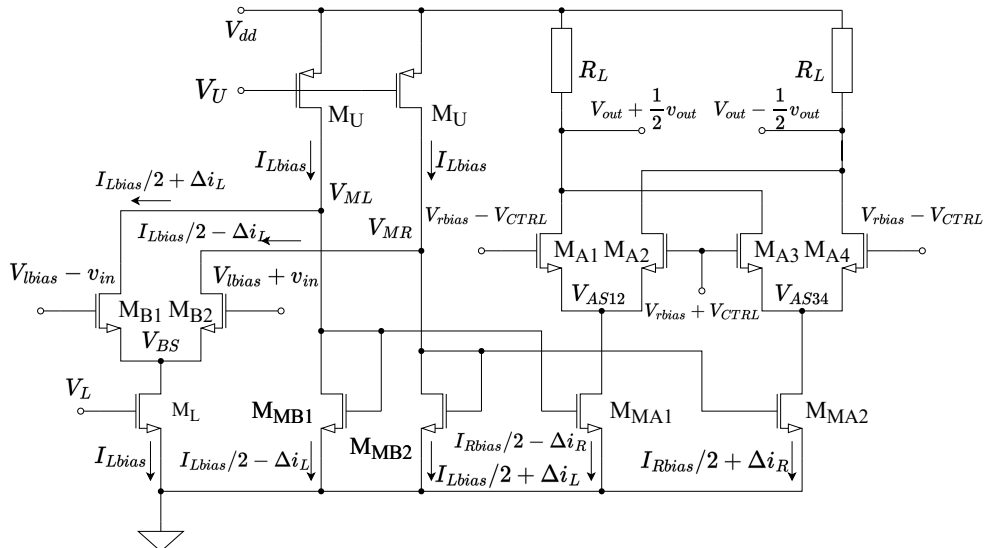 V_dd
R_L
R_L
V_U
M_U
M_U
V_out + 1/2 v_out
V_out − 1/2 v_out
I_Lbias
I_Lbias
I_Lbias/2 + Δi_L
V_ML
I_Lbias/2 − Δi_L
V_MR
V_rbias − V_CTRL
V_rbias − V_CTRL
M_A1
M_A2
M_A3
M_A4
V_lbias − v_in
V_lbias + v_in
M_B1
M_B2
V_AS12
V_AS34
V_rbias + V_CTRL
V_BS
V_L
M_L
M_MB1
M_MB2
M_MA1
M_MA2
I_Lbias
I_Lbias/2 − Δi_L
I_Lbias/2 + Δi_L
I_Rbias/2 − Δi_R
I_Rbias/2 + Δi_R